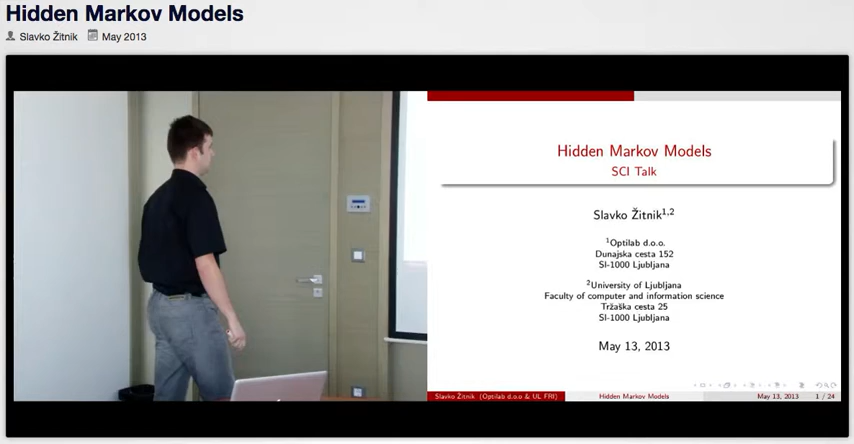 Hidden Markov Models
Slavko Žitnik May 2013
Hidden Markov Models
SCI Talk
Slavko Žitnik1,2
1Optilab d.o.o.
Dunajska cesta 152
SI-1000 Ljubljana
2University of Ljubljana
Faculty of computer and information science
Tržaška cesta 25
SI-1000 Ljubljana
May 13, 2013
Slavko Žitnik (Optilab d.o.o & UL FRI) Hidden Markov Models May 13, 2013 1 / 24